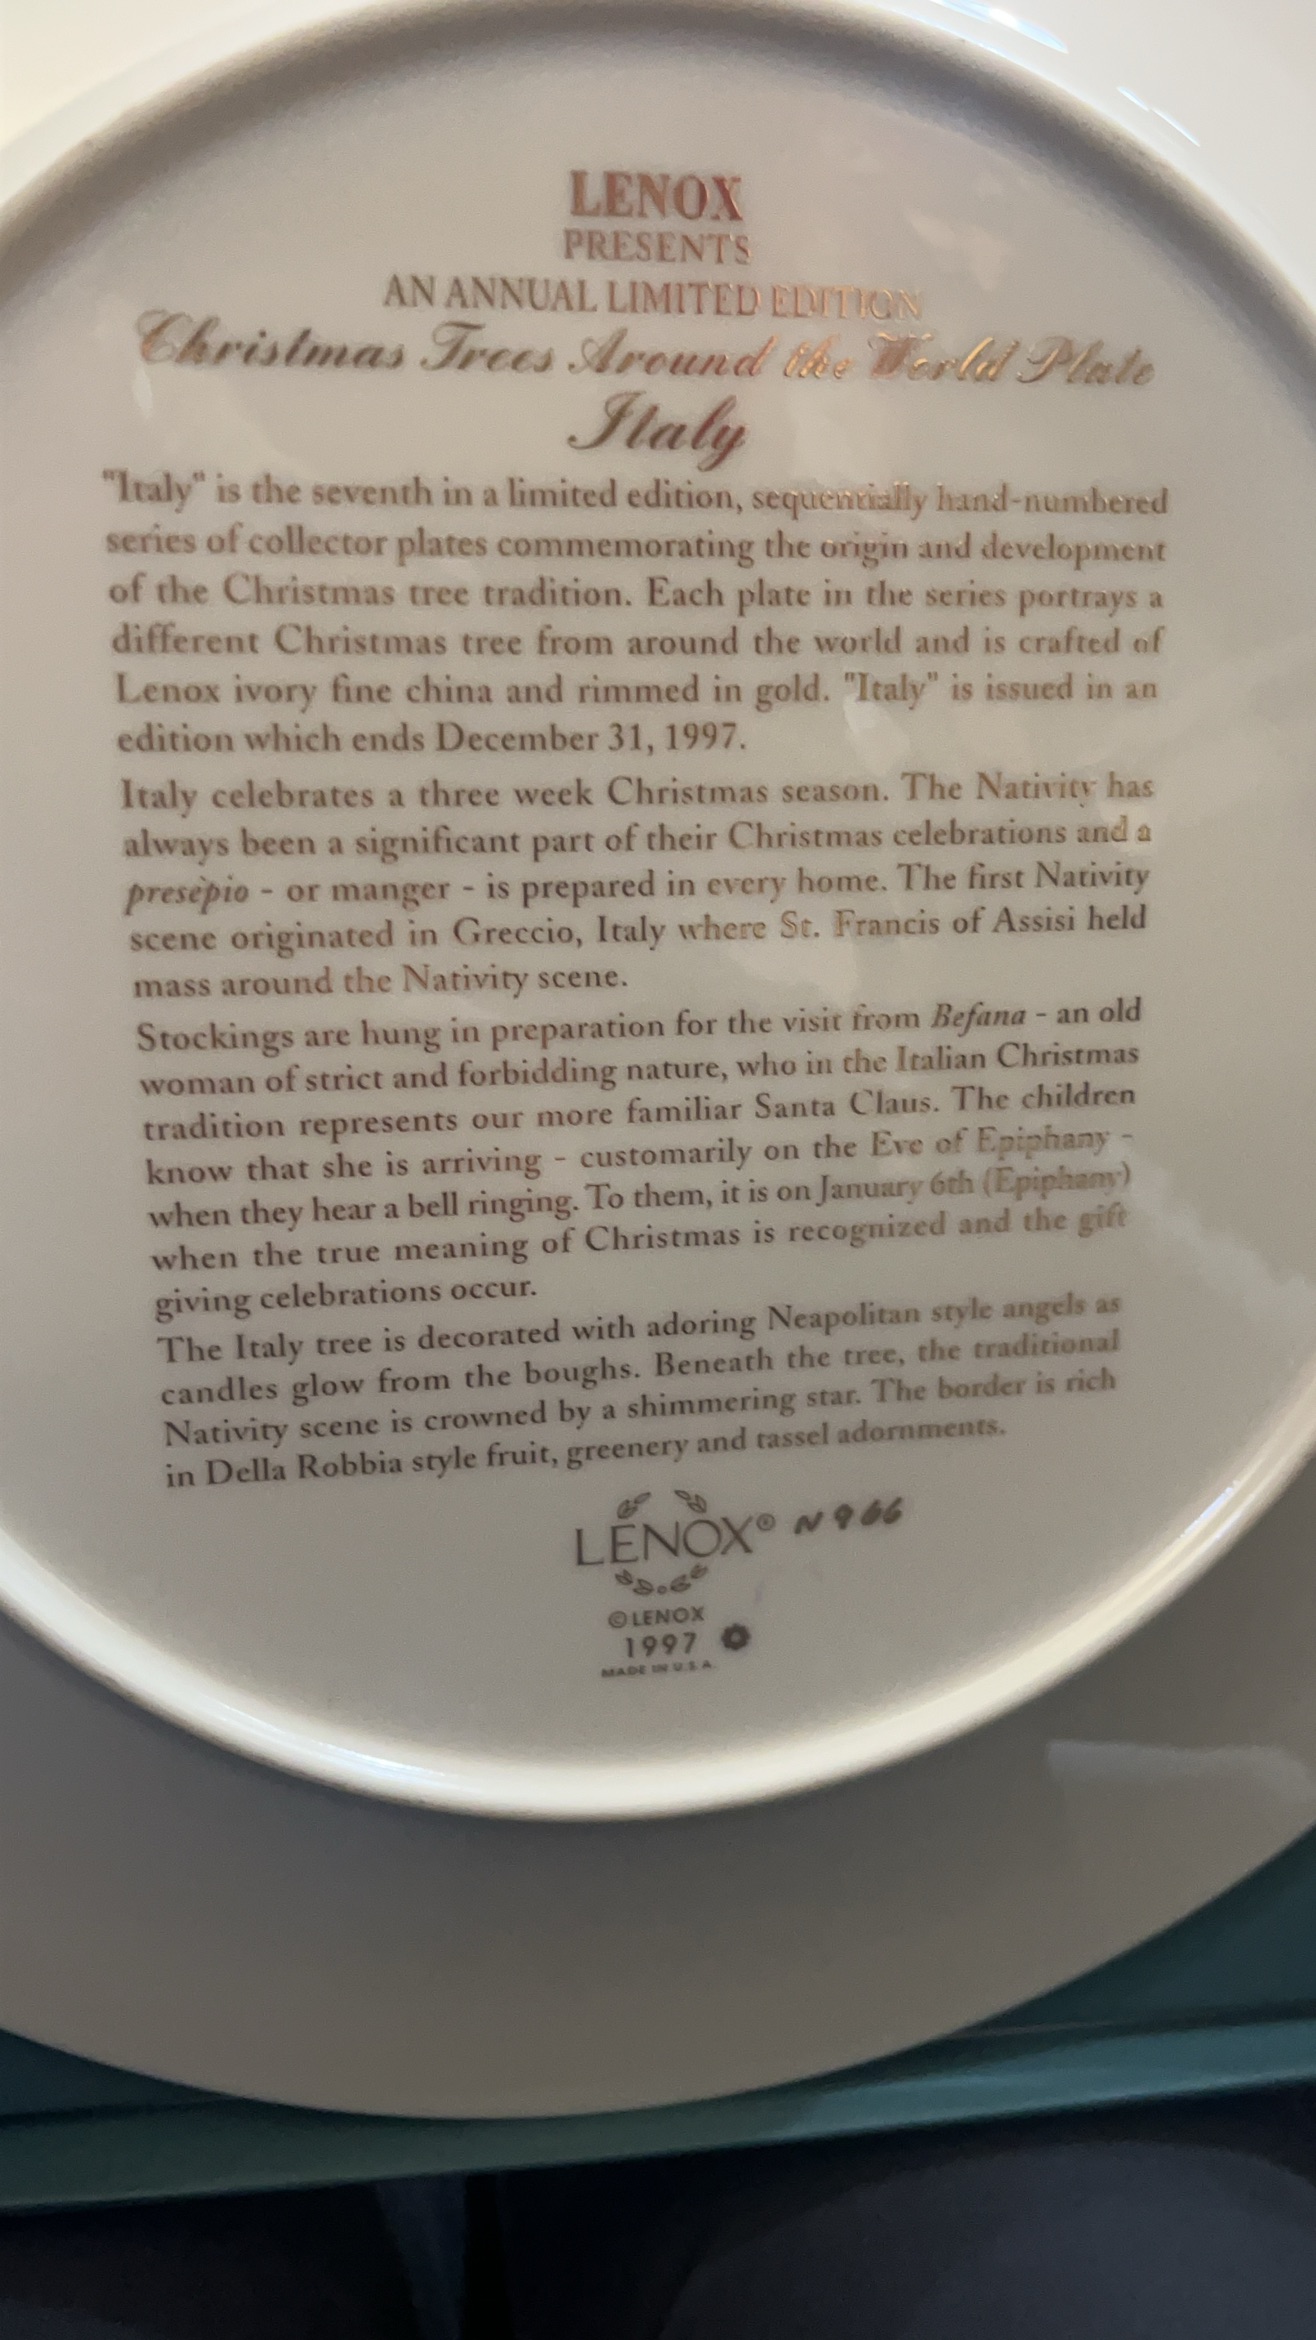 LENOX
PRESENTS
AN ANNUAL LIMITED EDITION
Christmas Trees Around the World Plate
Italy
"Italy" is the seventh in a limited edition, sequentially hand-numbered
series of collector plates commemorating the origin and development
of the Christmas tree tradition. Each plate in the series portrays a
different Christmas tree from around the world and is crafted of
Lenox ivory fine china and rimmed in gold. "Italy" is issued in an
edition which ends December 31, 1997.
Italy celebrates a three week Christmas season. The Nativity has
always been a significant part of their Christmas celebrations and a
presèpio - or manger - is prepared in every home. The first Nativity
scene originated in Greccio, Italy where St. Francis of Assisi held
mass around the Nativity scene.
Stockings are hung in preparation for the visit from Befana - an old
woman of strict and forbidding nature, who in the Italian Christmas
tradition represents our more familiar Santa Claus. The children
know that she is arriving - customarily on the Eve of Epiphany -
when they hear a bell ringing. To them, it is on January 6th (Epiphany)
when the true meaning of Christmas is recognized and the gift
giving celebrations occur.
The Italy tree is decorated with adoring Neapolitan style angels as
candles glow from the boughs. Beneath the tree, the traditional
Nativity scene is crowned by a shimmering star. The border is rich
in Della Robbia style fruit, greenery and tassel adornments.
LENOX® N966
© LENOX
1997
MADE IN U.S.A.